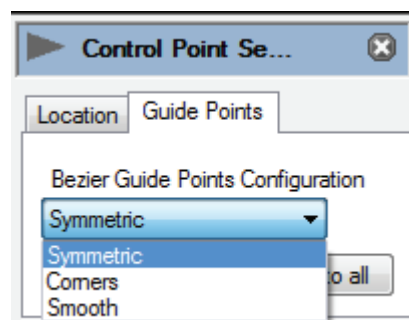 Control Point Se...
Location Guide Points
Bezier Guide Points Configuration
Symmetric
Symmetric
Corners
to all
Smooth